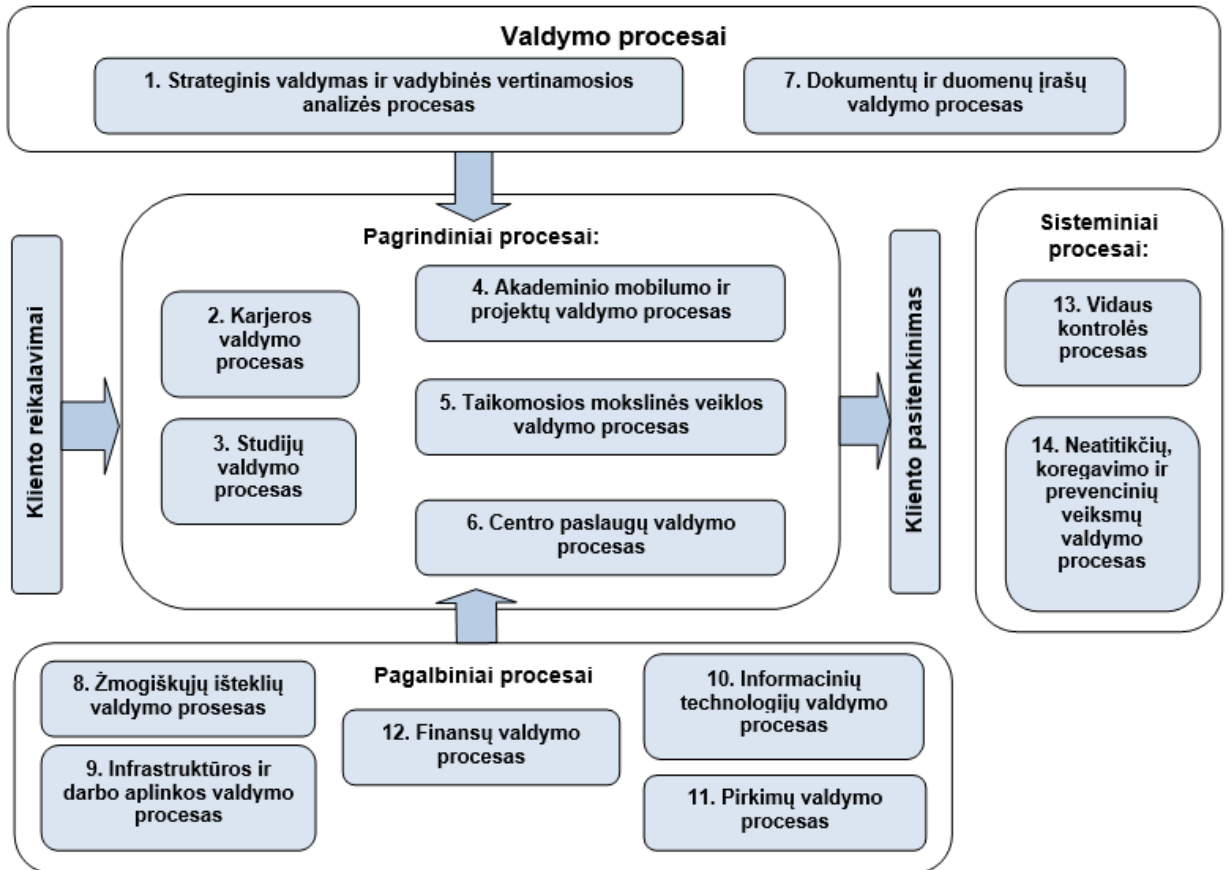 Valdymo procesai
1. Strateginis valdymas ir vadybinės vertinamosios
analizės procesas
7. Dokumentų ir duomenų įrašų
valdymo procesas
Kliento reikalavimai
Pagrindiniai procesai:
2. Karjeros
valdymo
procesas
3. Studijų
valdymo
procesas
4. Akademinio mobilumo ir
projektų valdymo procesas
5. Taikomosios mokslinės veiklos
valdymo procesas
6. Centro paslaugų valdymo
procesas
Kliento pasitenkinimas
Sisteminiai
procesai:
13. Vidaus
kontrolės
procesas
14. Neatitikčių,
koregavimo ir
prevencinių
veiksmų
valdymo
procesas
Pagalbiniai procesai
8. Žmogiškųjų išteklių
valdymo prosesas
9. Infrastruktūros ir
darbo aplinkos valdymo
procesas
12. Finansų valdymo
procesas
10. Informacinių
technologijų valdymo
procesas
11. Pirkimų valdymo
procesas